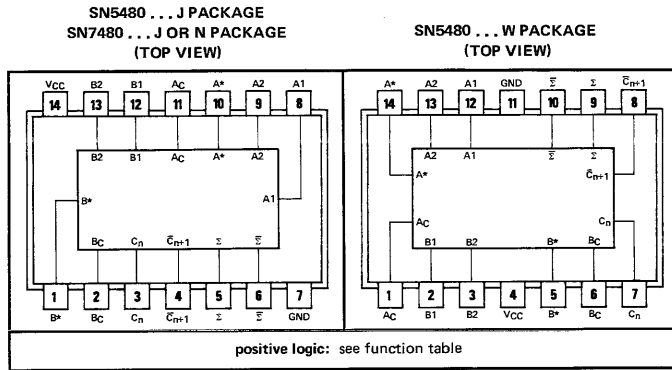 SN5480 . . . J PACKAGE
SN7480 . . . J OR N PACKAGE
(TOP VIEW)
VCC B2 B1 AC A* A2 A1
14 13 12 11 10 9 8
B2 B1 AC A* A2
B* A1
BC Cn C̅n+1 Σ Σ̅
1 2 3 4 5 6 7
B* BC Cn C̅n+1 Σ Σ̅ GND
SN5480 . . . W PACKAGE
(TOP VIEW)
A* A2 A1 GND Σ̅ Σ C̅n+1
14 13 12 11 10 9 8
A2 A1 Σ̅ Σ
A* C̅n+1
AC Cn
B1 B2 B* BC
1 2 3 4 5 6 7
AC B1 B2 VCC B* BC Cn
positive logic: see function table